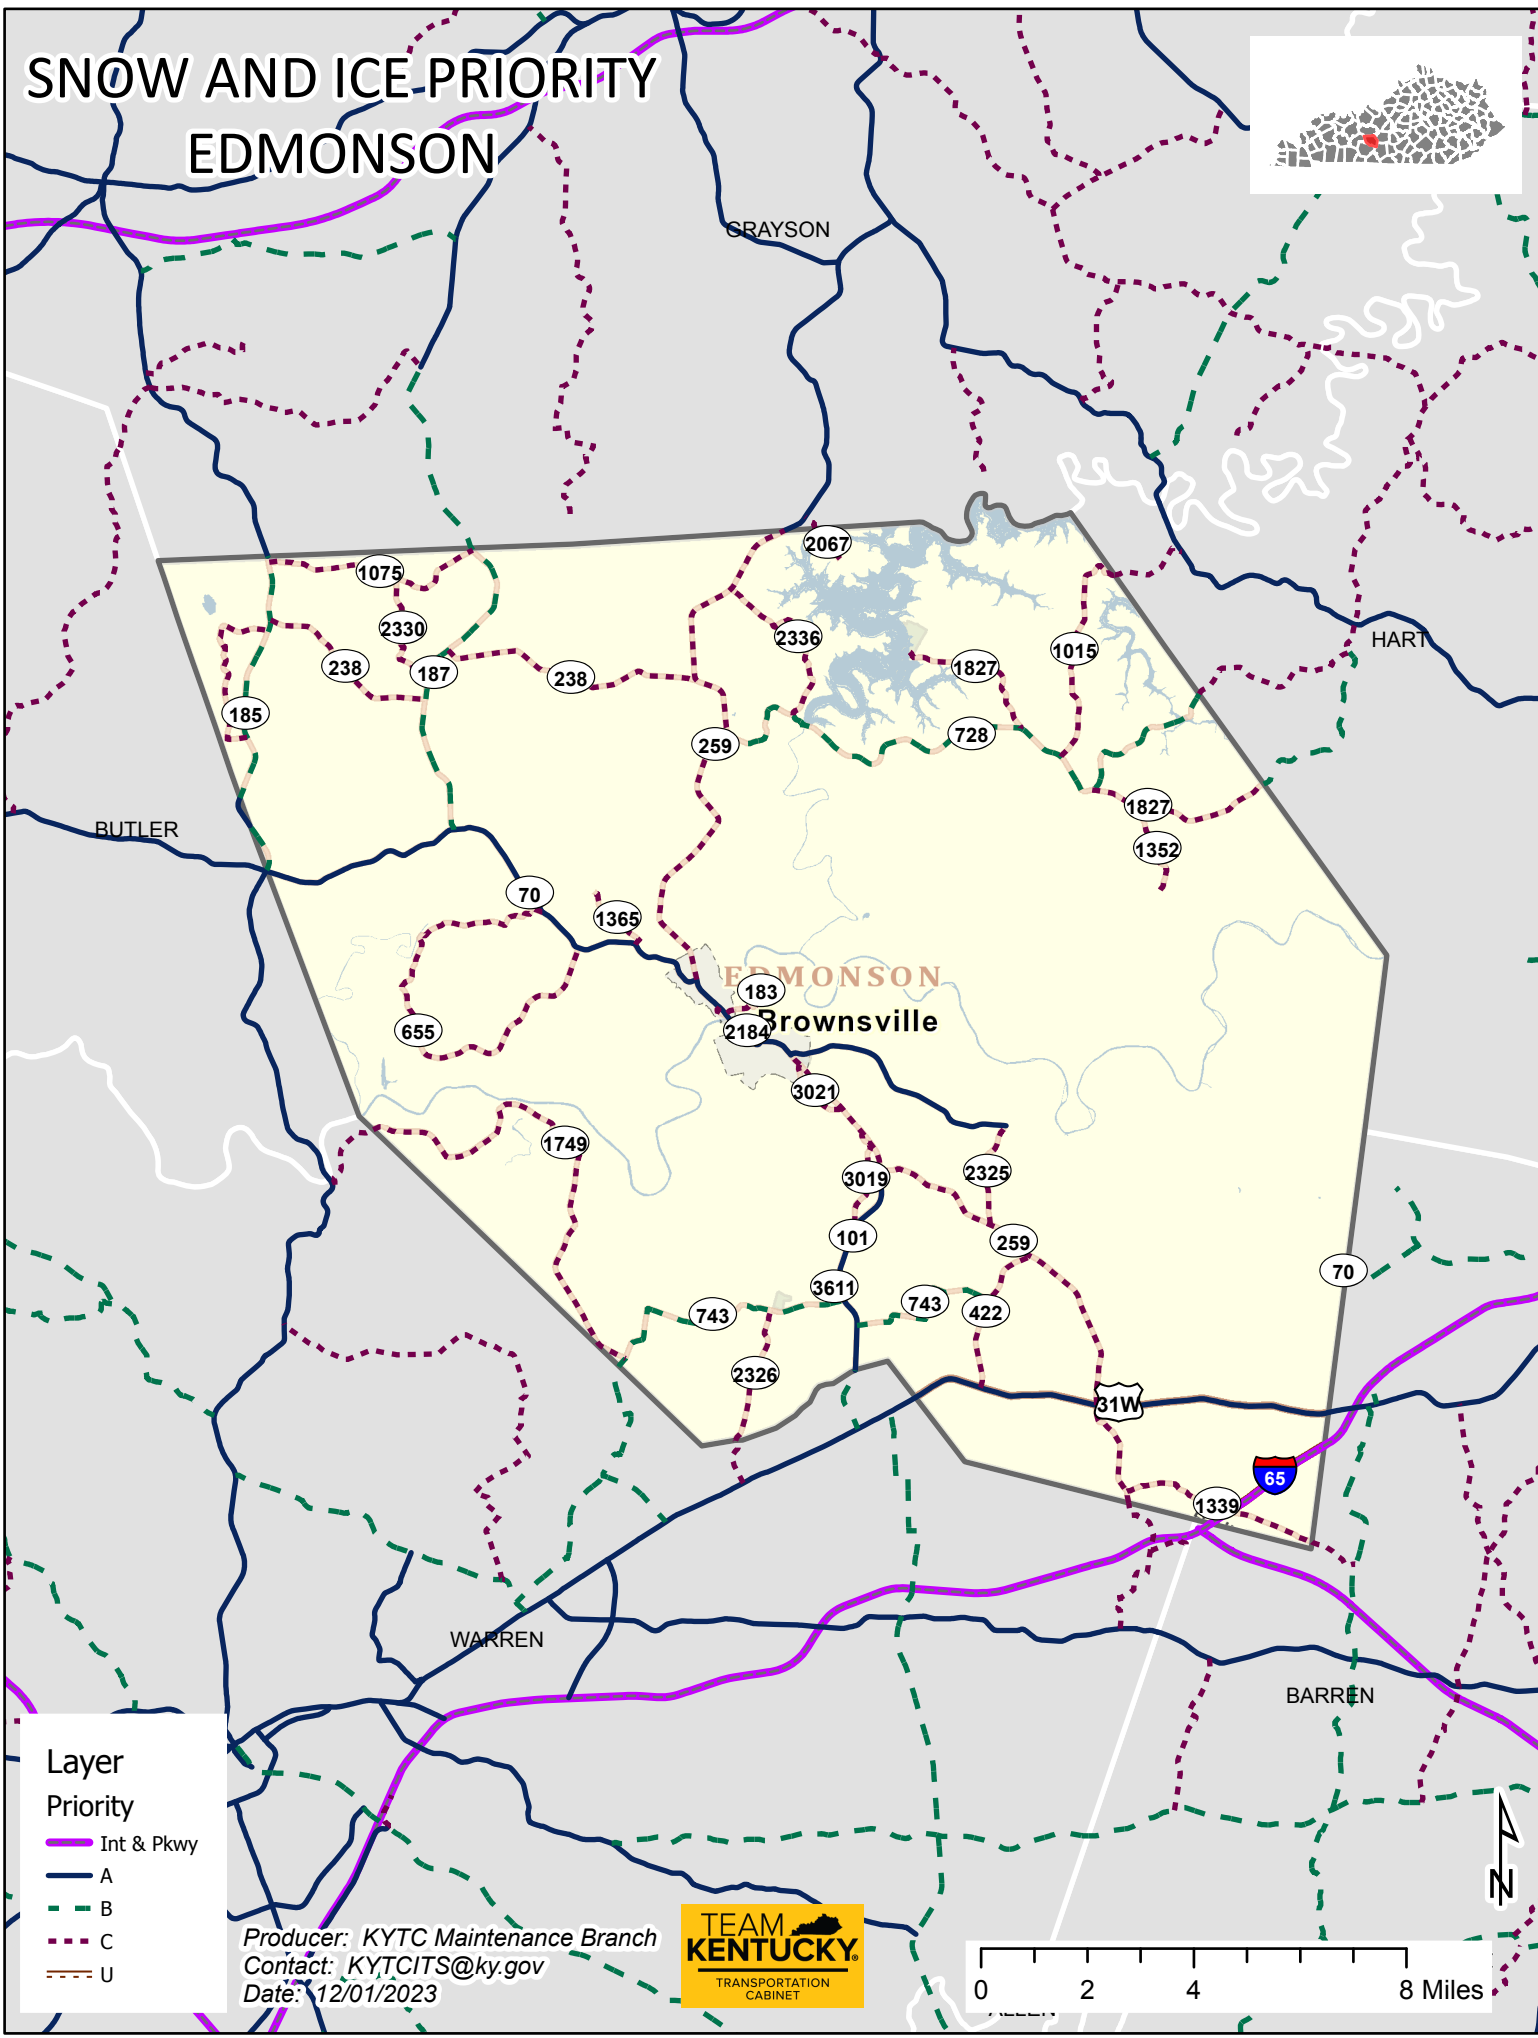 SNOW AND ICE PRIORITY
EDMONSON
GRAYSON
HART
BUTLER
WARREN
BARREN
2067
1075
2330
2336
238
187
238
1827
1015
185
259
728
1827
1352
70
1365
EDMONSON
183
Brownsville
2184
655
3021
1749
3019
2325
101
259
3611
70
743
743
422
2326
31W
65
1339
Layer
Priority
Int & Pkwy
A
B
C
U
Producer: KYTC Maintenance Branch
Contact: KYTCITS@ky.gov
Date: 12/01/2023
TEAM
KENTUCKY®
TRANSPORTATION
CABINET
N
0 2 4 8 Miles